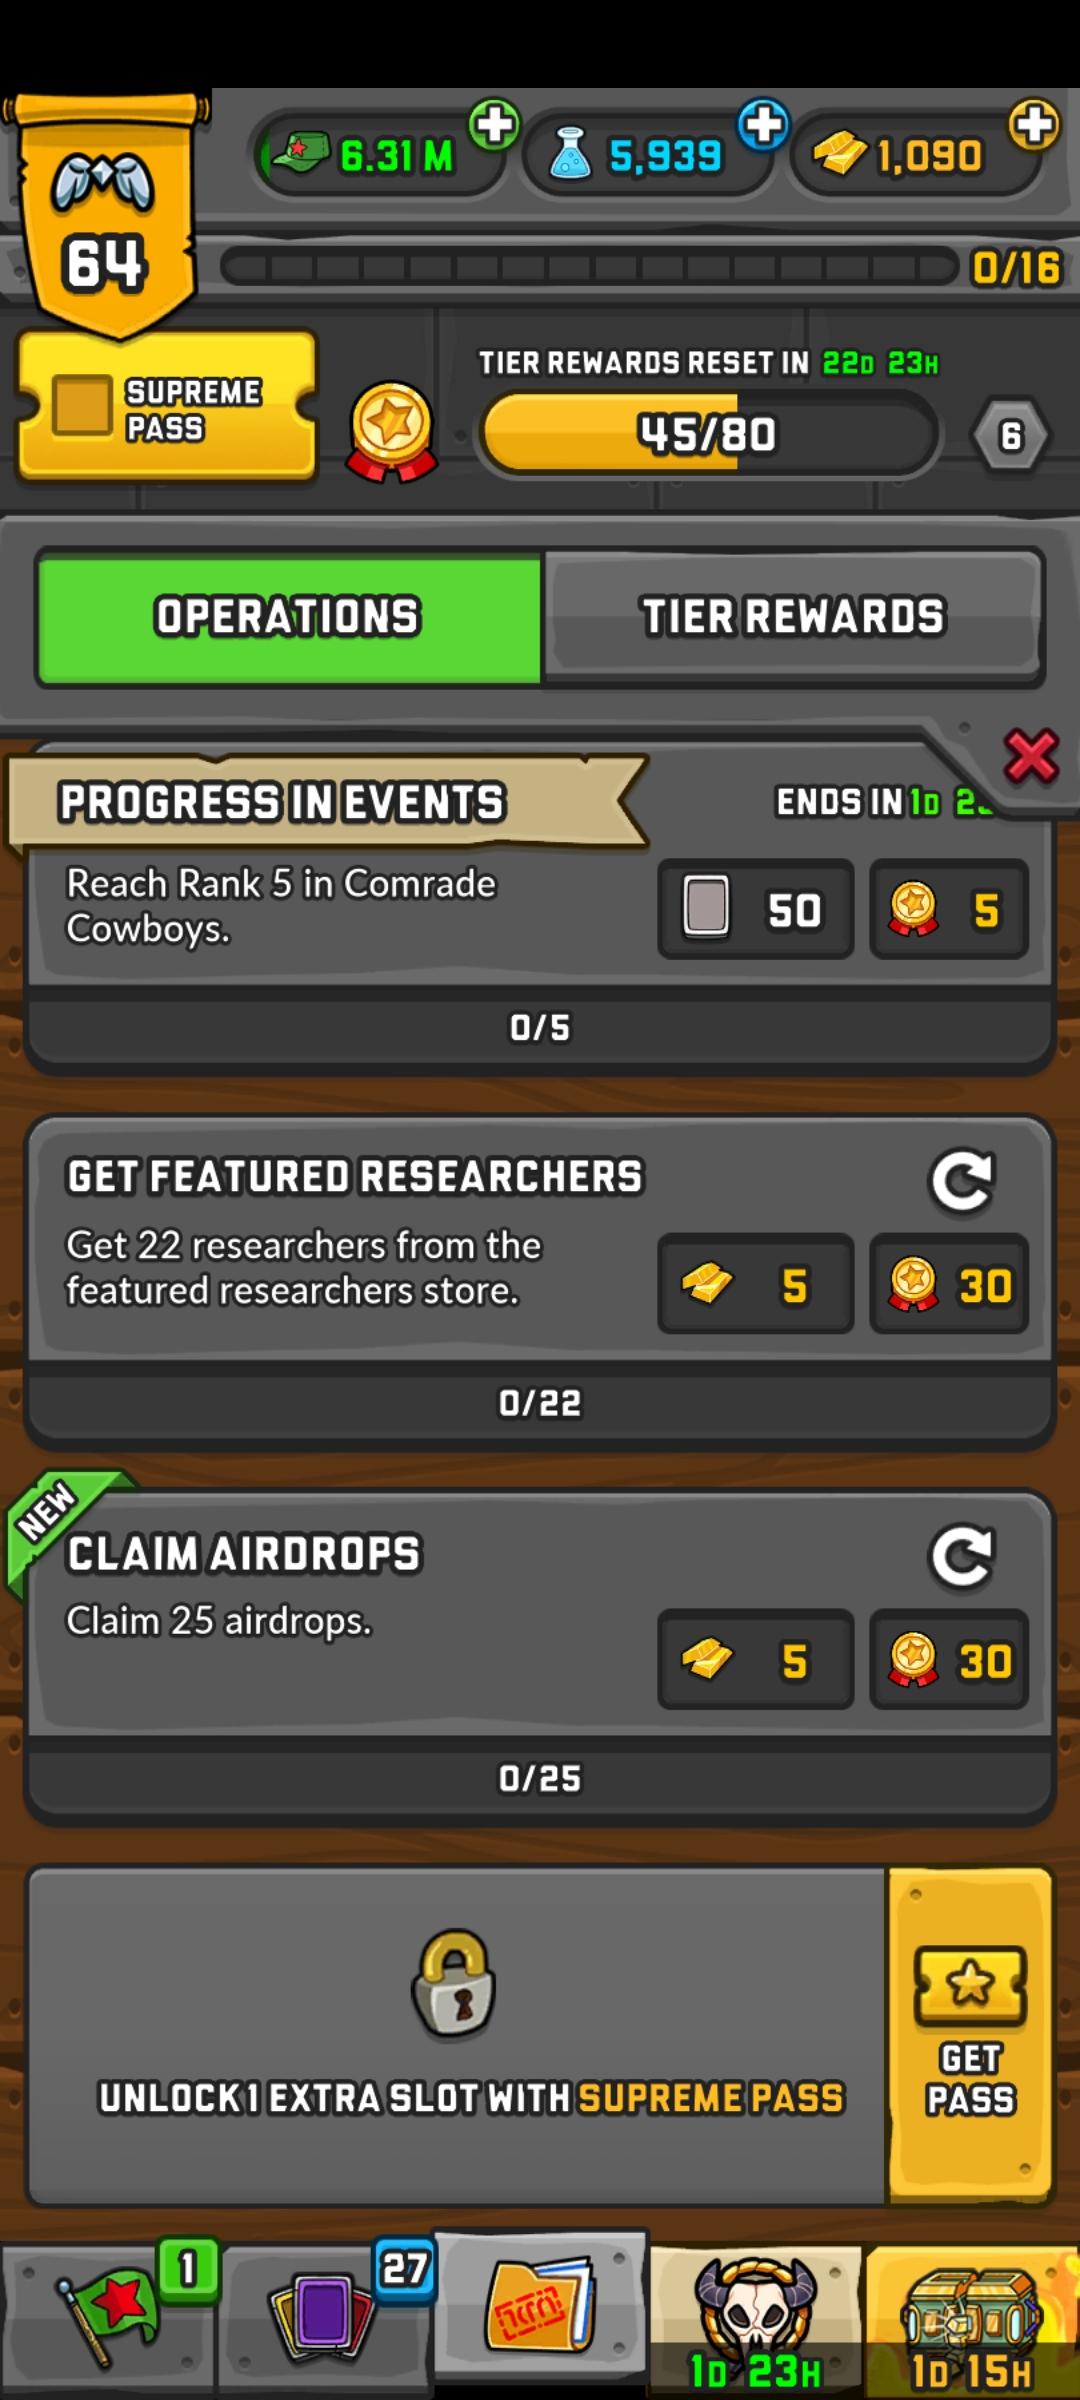 6.31 M
5,939
1,090
64
0/16
SUPREME
PASS
TIER REWARDS RESET IN 22D 23H
45/80
6
OPERATIONS
TIER REWARDS
PROGRESS IN EVENTS
ENDS IN 1D
Reach Rank 5 in Comrade
Cowboys.
50
5
0/5
GET FEATURED RESEARCHERS
Get 22 researchers from the
featured researchers store.
5
30
0/22
NEW
CLAIM AIRDROPS
Claim 25 airdrops.
5
30
0/25
UNLOCK 1 EXTRA SLOT WITH SUPREME PASS
GET
PASS
1
27
1D 23H
1D 15H